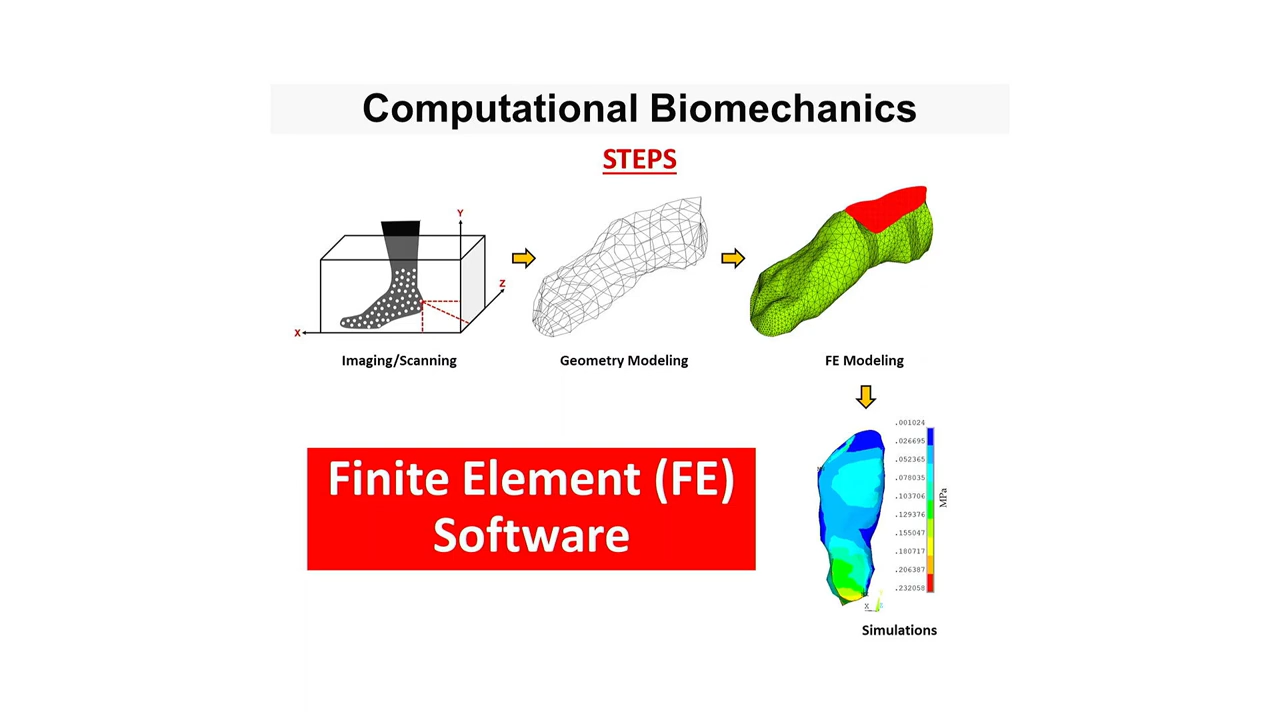 Computational Biomechanics
STEPS
Y
Z
X
Imaging/Scanning
Geometry Modeling
FE Modeling
Finite Element (FE)
Software
.001024
.026695
.052365
.078035
.103706
.129376
.155047
.180717
.206387
.232058
MPa
X
Simulations